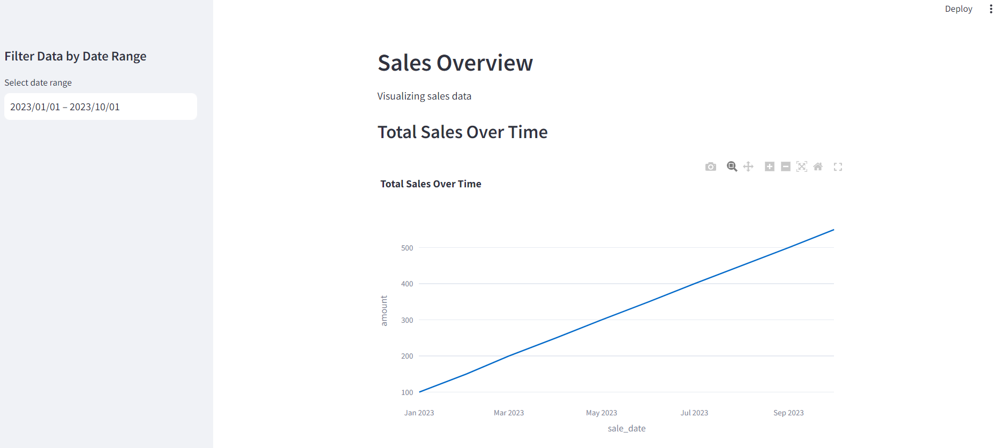 Deploy
Filter Data by Date Range
Select date range
2023/01/01 – 2023/10/01
Sales Overview
Visualizing sales data
Total Sales Over Time
Total Sales Over Time
500
400
300
200
100
amount
Jan 2023 Mar 2023 May 2023 Jul 2023 Sep 2023
sale_date